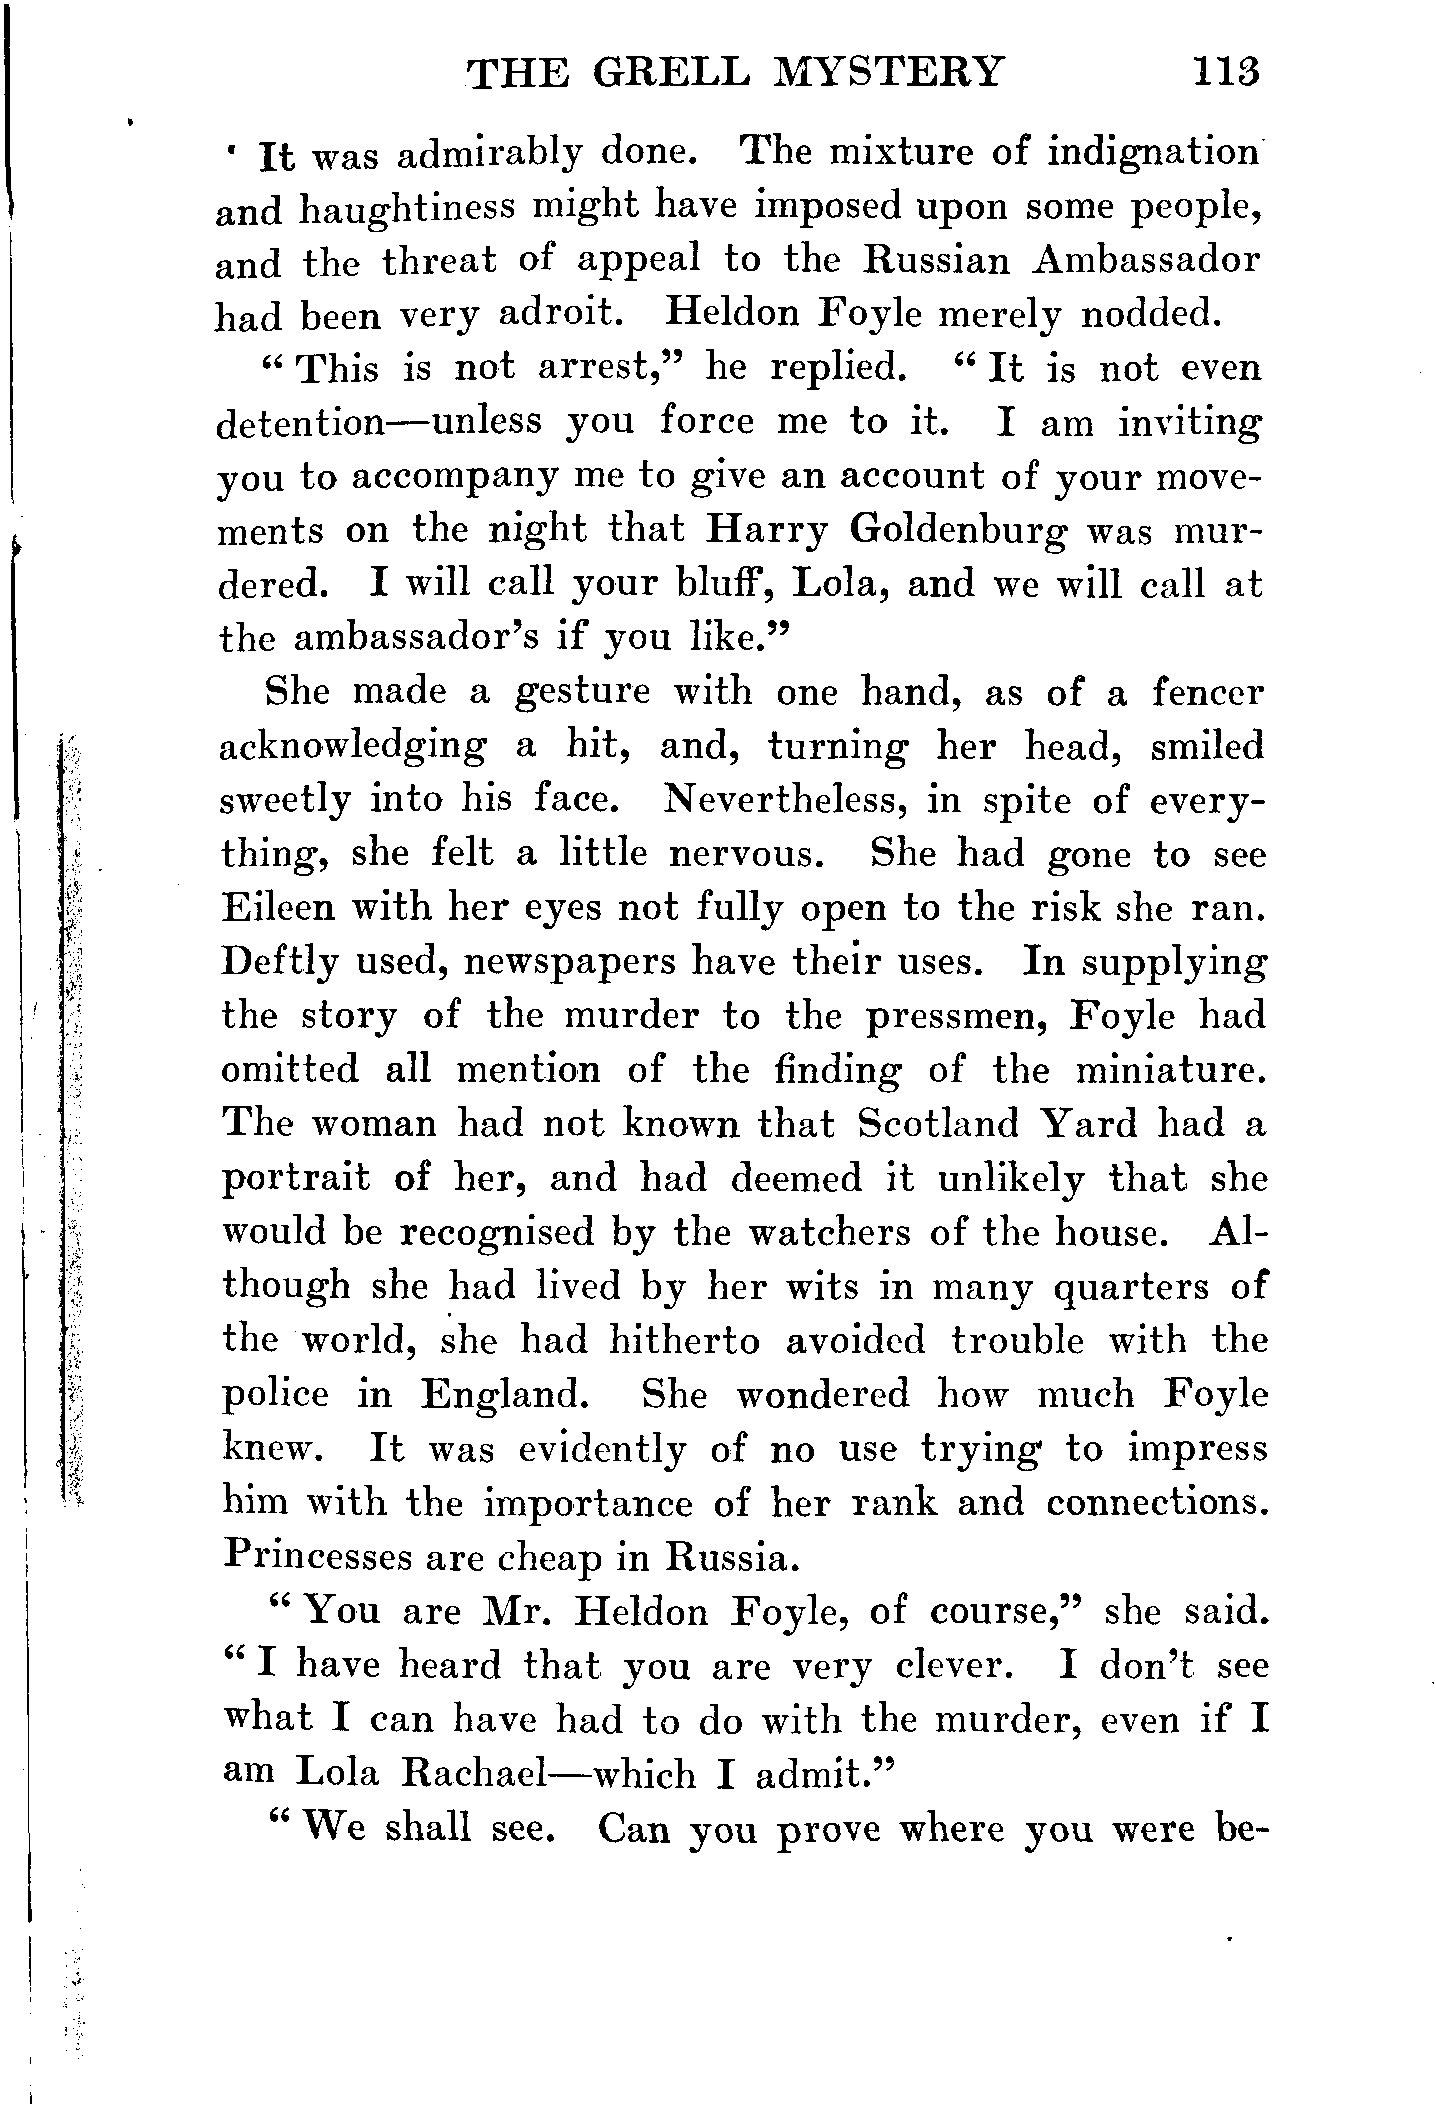 THE GRELL MYSTERY 113
It was admirably done. The mixture of indignation
and haughtiness might have imposed upon some people,
and the threat of appeal to the Russian Ambassador
had been very adroit. Heldon Foyle merely nodded.
“ This is not arrest,” he replied. “ It is not even
detention—unless you force me to it. I am inviting
you to accompany me to give an account of your move-
ments on the night that Harry Goldenburg was mur-
dered. I will call your bluff, Lola, and we will call at
the ambassador’s if you like.”
She made a gesture with one hand, as of a fencer
acknowledging a hit, and, turning her head, smiled
sweetly into his face. Nevertheless, in spite of every-
thing, she felt a little nervous. She had gone to see
Eileen with her eyes not fully open to the risk she ran.
Deftly used, newspapers have their uses. In supplying
the story of the murder to the pressmen, Foyle had
omitted all mention of the finding of the miniature.
The woman had not known that Scotland Yard had a
portrait of her, and had deemed it unlikely that she
would be recognised by the watchers of the house. Al-
though she had lived by her wits in many quarters of
the world, she had hitherto avoided trouble with the
police in England. She wondered how much Foyle
knew. It was evidently of no use trying to impress
him with the importance of her rank and connections.
Princesses are cheap in Russia.
“ You are Mr. Heldon Foyle, of course,” she said.
“ I have heard that you are very clever. I don’t see
what I can have had to do with the murder, even if I
am Lola Rachael—which I admit.”
“ We shall see. Can you prove where you were be-